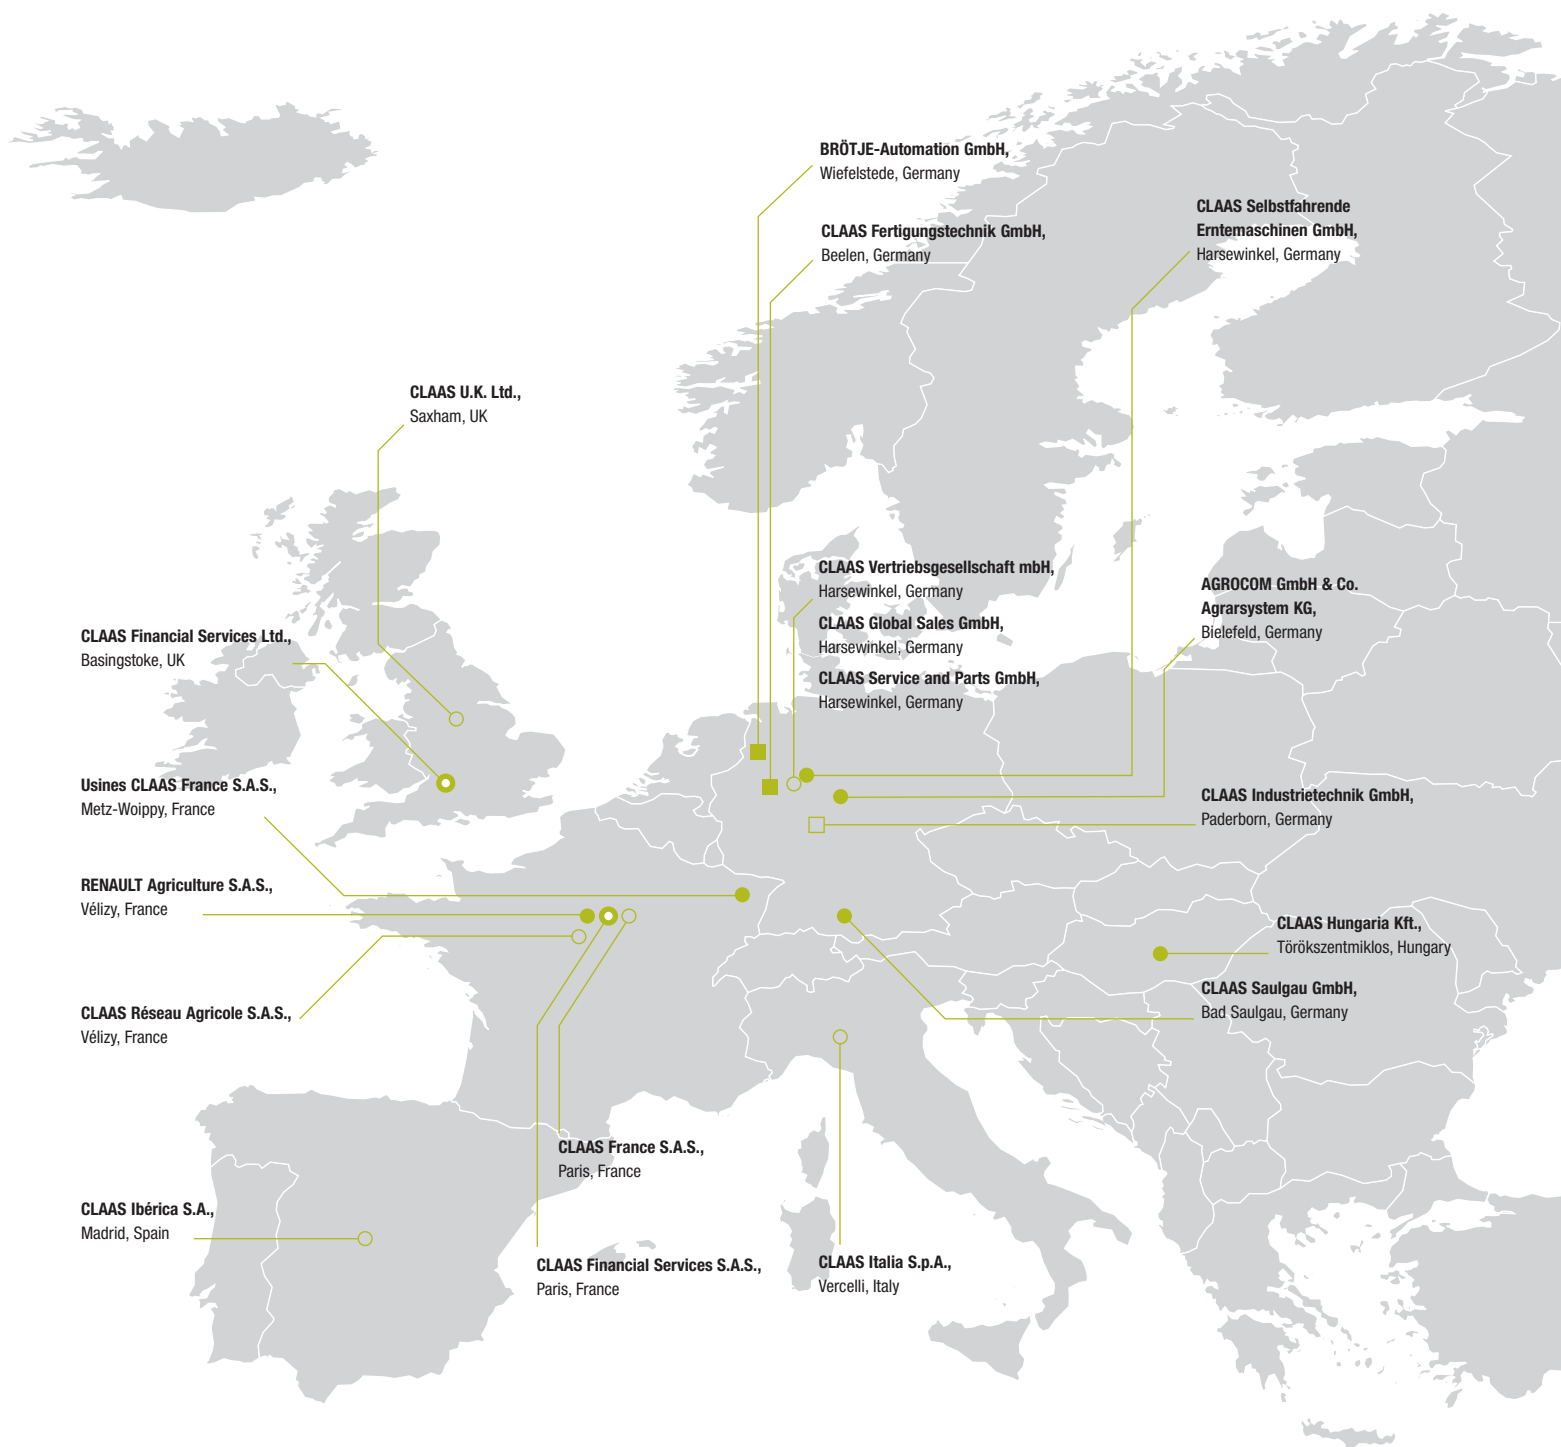 BRÖTJE-Automation GmbH,
Wiefelstede, Germany
CLAAS Fertigungstechnik GmbH,
Beelen, Germany
CLAAS Selbstfahrende
Erntemaschinen GmbH,
Harsewinkel, Germany
CLAAS U.K. Ltd.,
Saxham, UK
CLAAS Vertriebsgesellschaft mbH,
Harsewinkel, Germany
CLAAS Global Sales GmbH,
Harsewinkel, Germany
CLAAS Service and Parts GmbH,
Harsewinkel, Germany
AGROCOM GmbH & Co.
Agrarsystem KG,
Bielefeld, Germany
CLAAS Financial Services Ltd.,
Basingstoke, UK
Usines CLAAS France S.A.S.,
Metz-Woippy, France
CLAAS Industrietechnik GmbH,
Paderborn, Germany
RENAULT Agriculture S.A.S.,
Vélizy, France
CLAAS Hungaria Kft.,
Törökszentmiklos, Hungary
CLAAS Saulgau GmbH,
Bad Saulgau, Germany
CLAAS Réseau Agricole S.A.S.,
Vélizy, France
CLAAS France S.A.S.,
Paris, France
CLAAS Ibérica S.A.,
Madrid, Spain
CLAAS Financial Services S.A.S.,
Paris, France
CLAAS Italia S.p.A.,
Vercelli, Italy